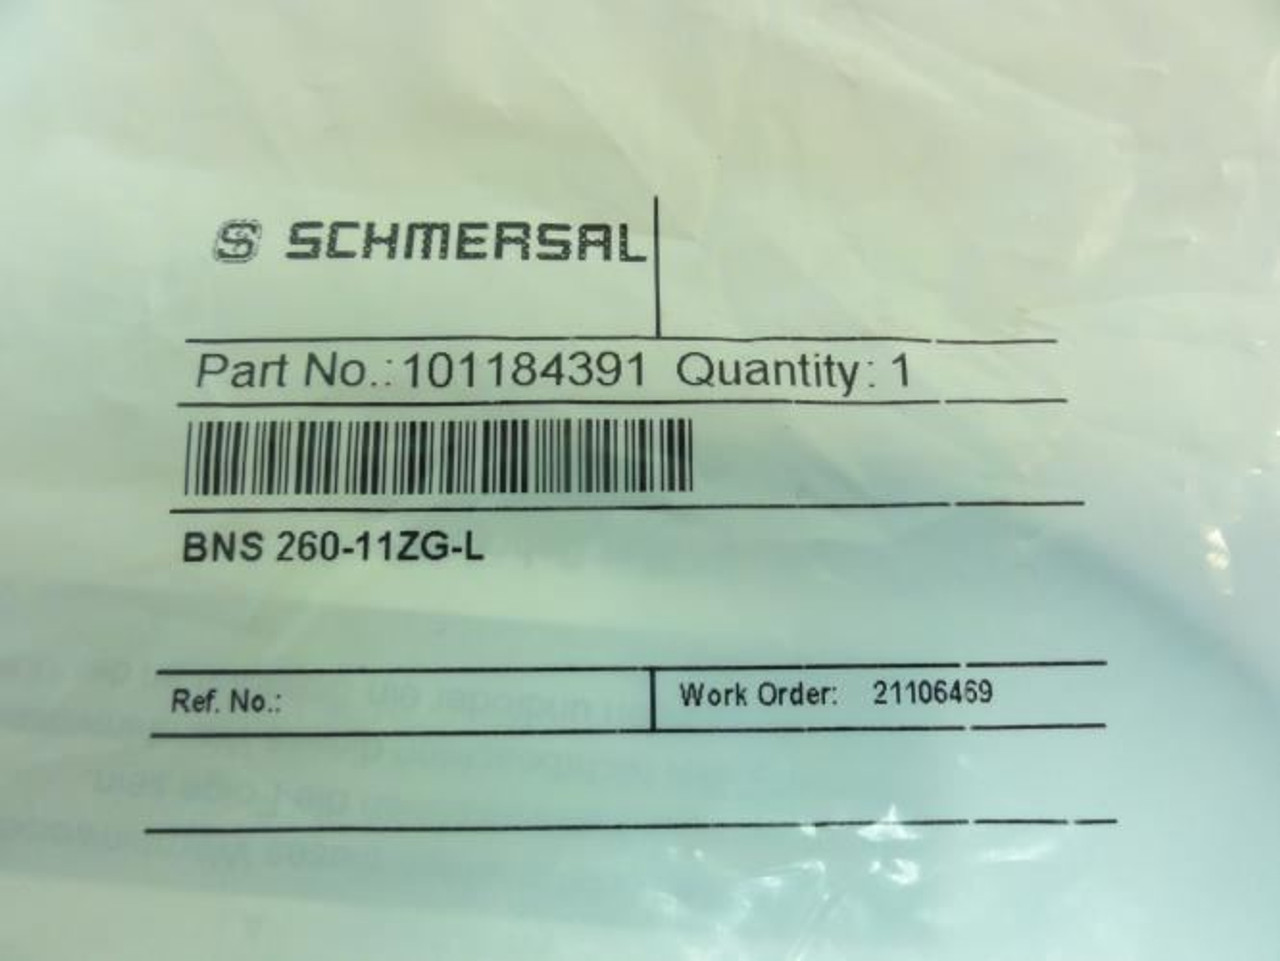 SCHMERSAL
Part No.:101184391 Quantity: 1
BNS 260-11ZG-L
Ref. No.: Work Order: 21106469